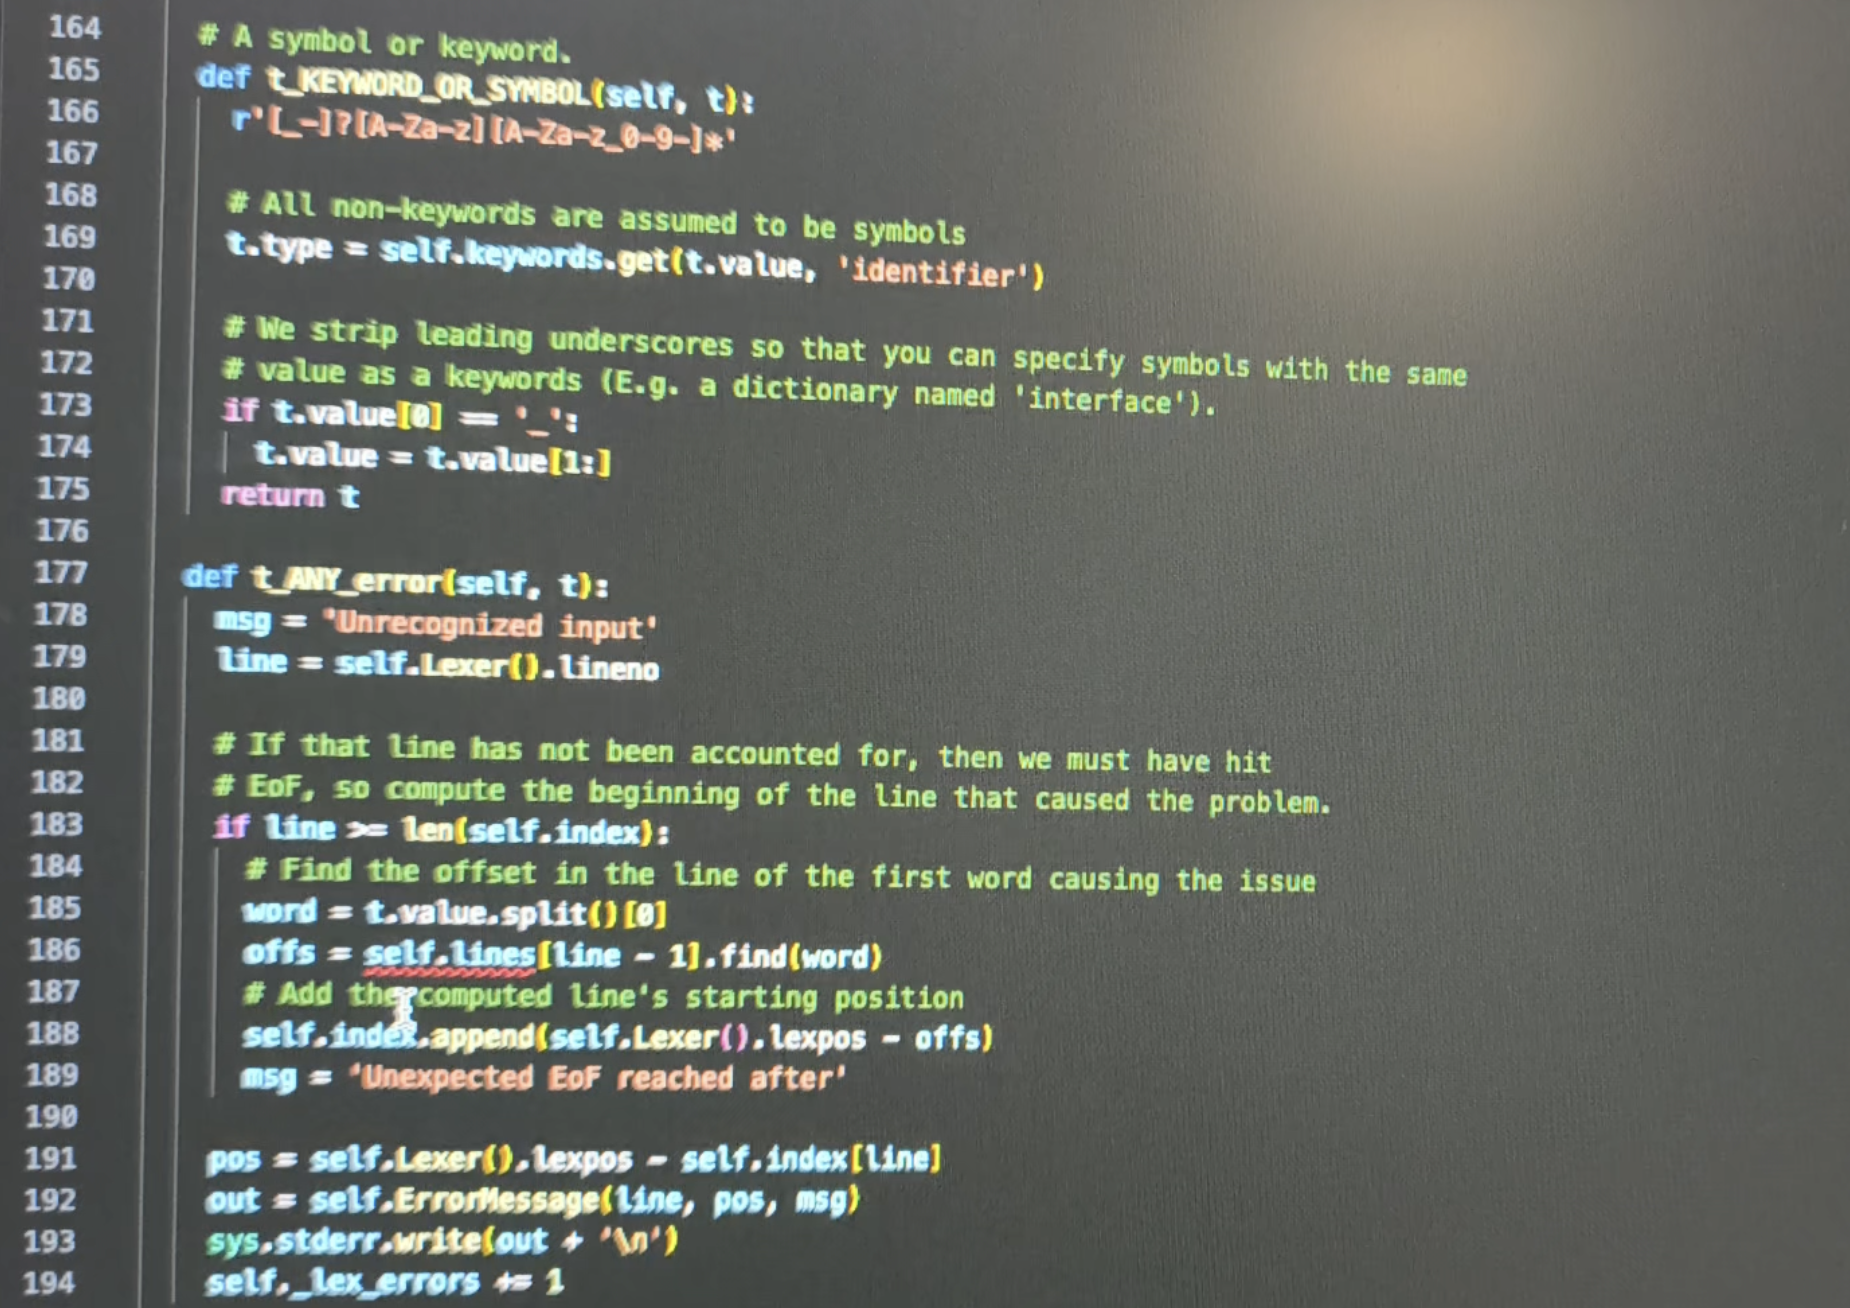 164 # A symbol or keyword.
165 def t_KEYWORD_OR_SYMBOL(self, t):
166 r'[_-]?[A-Za-z][A-Za-z_0-9-]*'
167
168 # All non-keywords are assumed to be symbols
169 t.type = self.keywords.get(t.value, 'identifier')
170
171 # We strip leading underscores so that you can specify symbols with the same
172 # value as a keywords (E.g. a dictionary named 'interface').
173 if t.value[0] == '_':
174 t.value = t.value[1:]
175 return t
176
177 def t_ANY_error(self, t):
178 msg = 'Unrecognized input'
179 line = self.Lexer().lineno
180
181 # If that line has not been accounted for, then we must have hit
182 # EoF, so compute the beginning of the line that caused the problem.
183 if line >= len(self.index):
184 # Find the offset in the line of the first word causing the issue
185 word = t.value.split()[0]
186 offs = self.lines[line - 1].find(word)
187 # Add the computed line's starting position
188 self.index.append(self.Lexer().lexpos - offs)
189 msg = 'Unexpected EoF reached after'
190
191 pos = self.Lexer().lexpos - self.index[line]
192 out = self.ErrorMessage(line, pos, msg)
193 sys.stderr.write(out + '\n')
194 self._lex_errors += 1